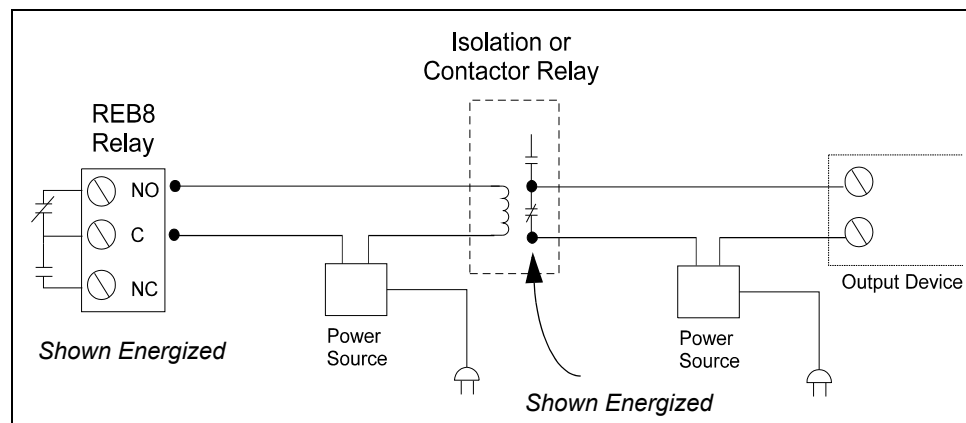 Isolation or
Contactor Relay
REB8
Relay
NO
C
NC
Shown Energized
Power
Source
Shown Energized
Power
Source
Output Device